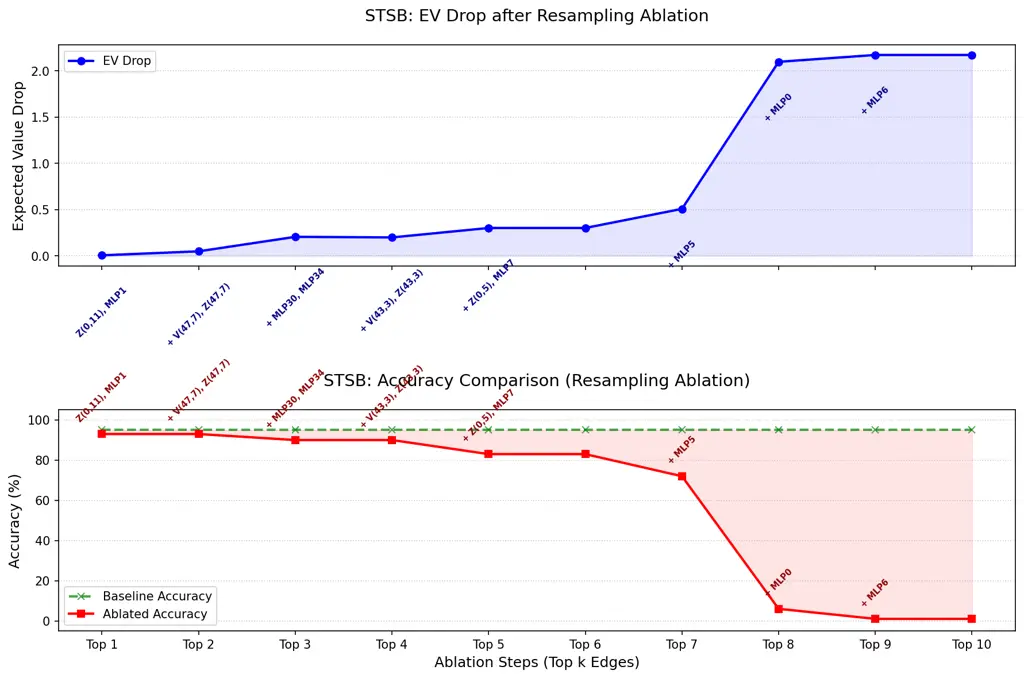 STSB: EV Drop after Resampling Ablation
EV Drop
Expected Value Drop
2.0
1.5
1.0
0.5
0.0
Z(0,11), MLP1
+ V(47,7), Z(47,7)
+ MLP30, MLP34
+ V(43,3), Z(43,3)
+ Z(0,5), MLP7
+ MLP5
+ MLP0
+ MLP6
STSB: Accuracy Comparison (Resampling Ablation)
Z(0,11), MLP1
+ V(47,7), Z(47,7)
+ MLP30, MLP34
+ V(43,3), Z(43,3)
+ Z(0,5), MLP7
+ MLP5
+ MLP0
+ MLP6
Accuracy (%)
100
80
60
40
20
0
Baseline Accuracy
Ablated Accuracy
Top 1 Top 2 Top 3 Top 4 Top 5 Top 6 Top 7 Top 8 Top 9 Top 10
Ablation Steps (Top k Edges)